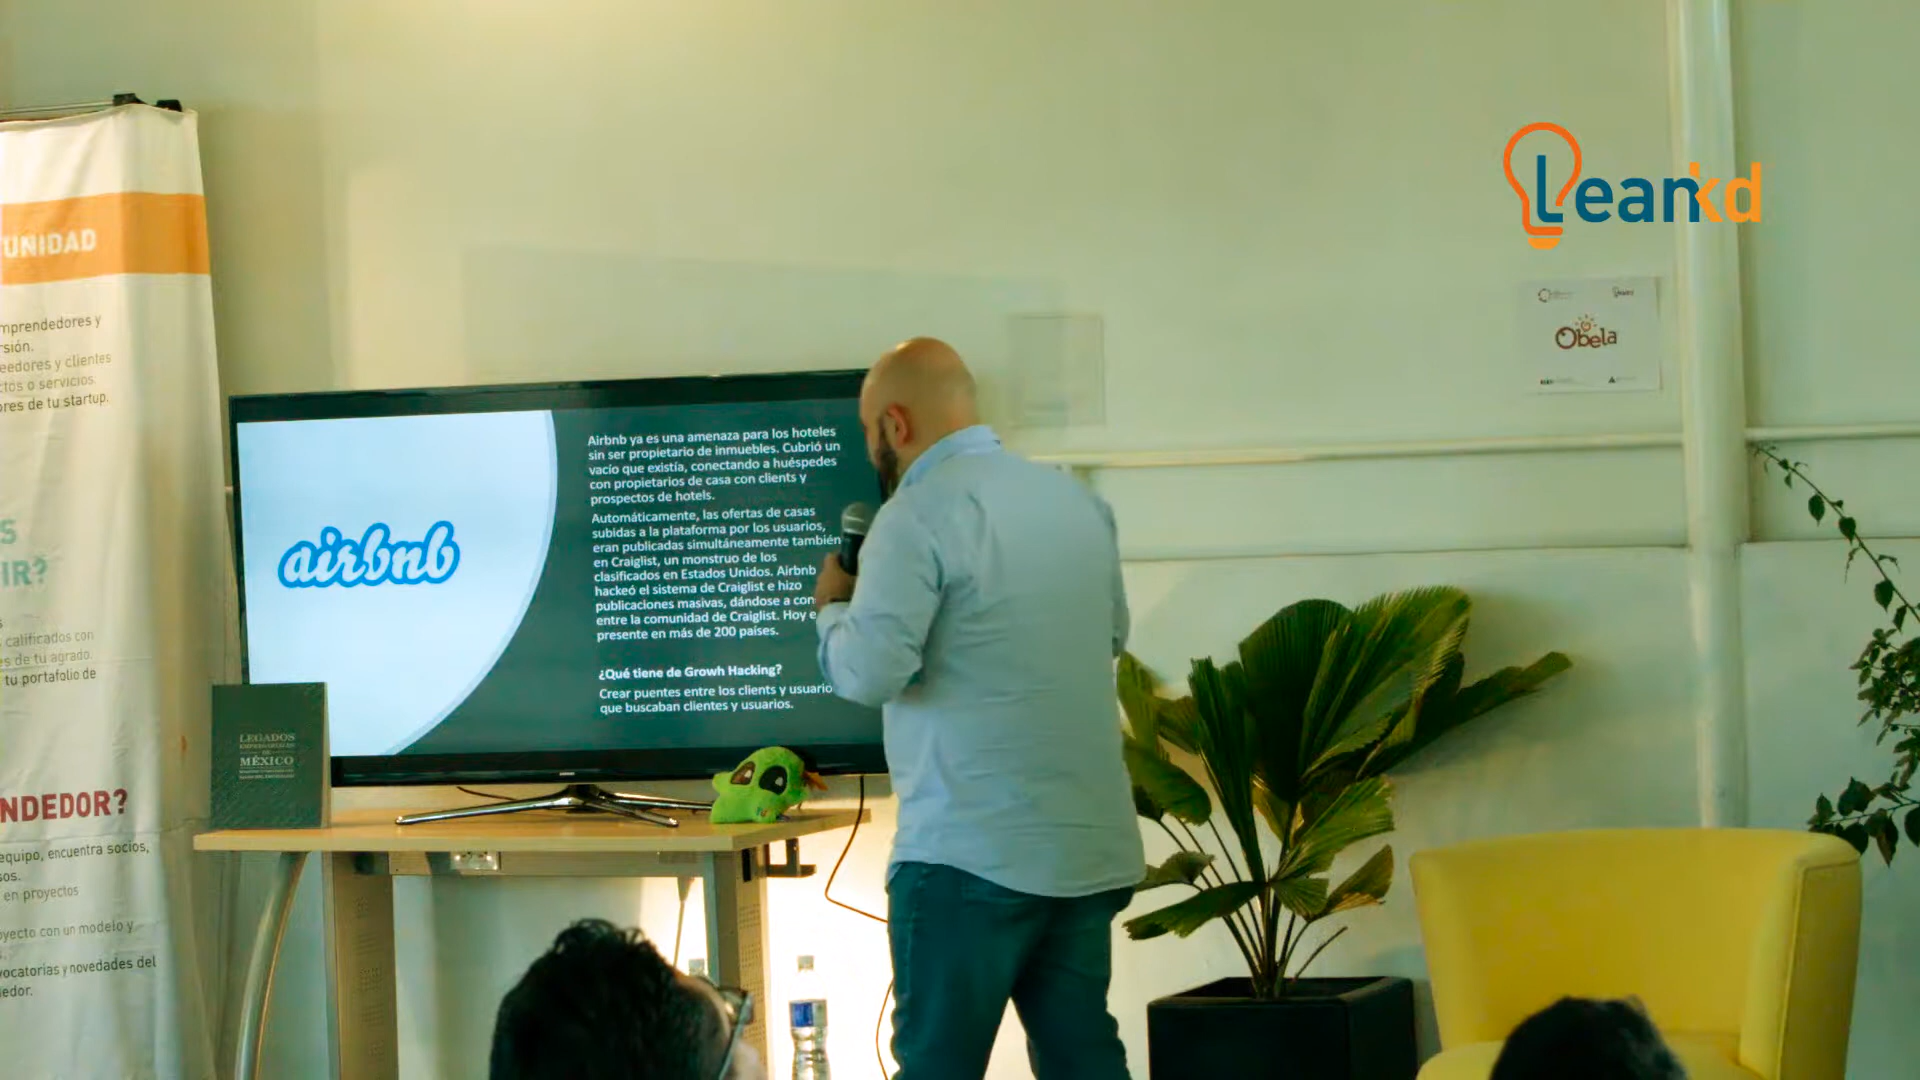 UNIDAD
mprendedores y
rsión.
eedores y clientes
ctos o servicios
ores de tu startup.
S
IR?
s
calificados con
es de tu agrado.
tu portafolio de
NDEDOR?
equipo, encuentra socios,
sos.
en proyectos
oyecto con un modelo y
vocatorias y novedades del
dedor.
airbnb
Airbnb ya es una amenaza para los hoteles
sin ser propietario de inmuebles. Cubrió un
vacío que existía, conectando a huéspedes
con propietarios de casa con clients y
prospectos de hotels.
Automáticamente, las ofertas de casas
subidas a la plataforma por los usuarios,
eran publicadas simultáneamente también
en Craiglist, un monstruo de los
clasificados en Estados Unidos. Airbnb
hackeó el sistema de Craiglist e hizo
publicaciones masivas, dándose a con
entre la comunidad de Craiglist. Hoy e
presente en más de 200 países.
¿Qué tiene de Growh Hacking?
Crear puentes entre los clients y usuario
que buscaban clientes y usuarios.
LEGADOS
EMPRESARIALES
DE
MÉXICO
Leankd
Obela